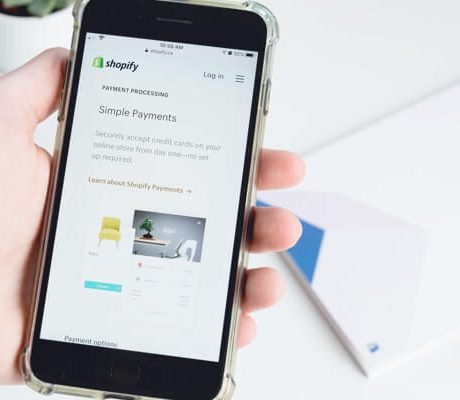 10:56 AM
shopify.ca
shopify
Log in
PAYMENT PROCESSING
Simple Payments
Securely accept credit cards on your
online store from day one—no set
up required.
Learn about Shopify Payments →
Payment options